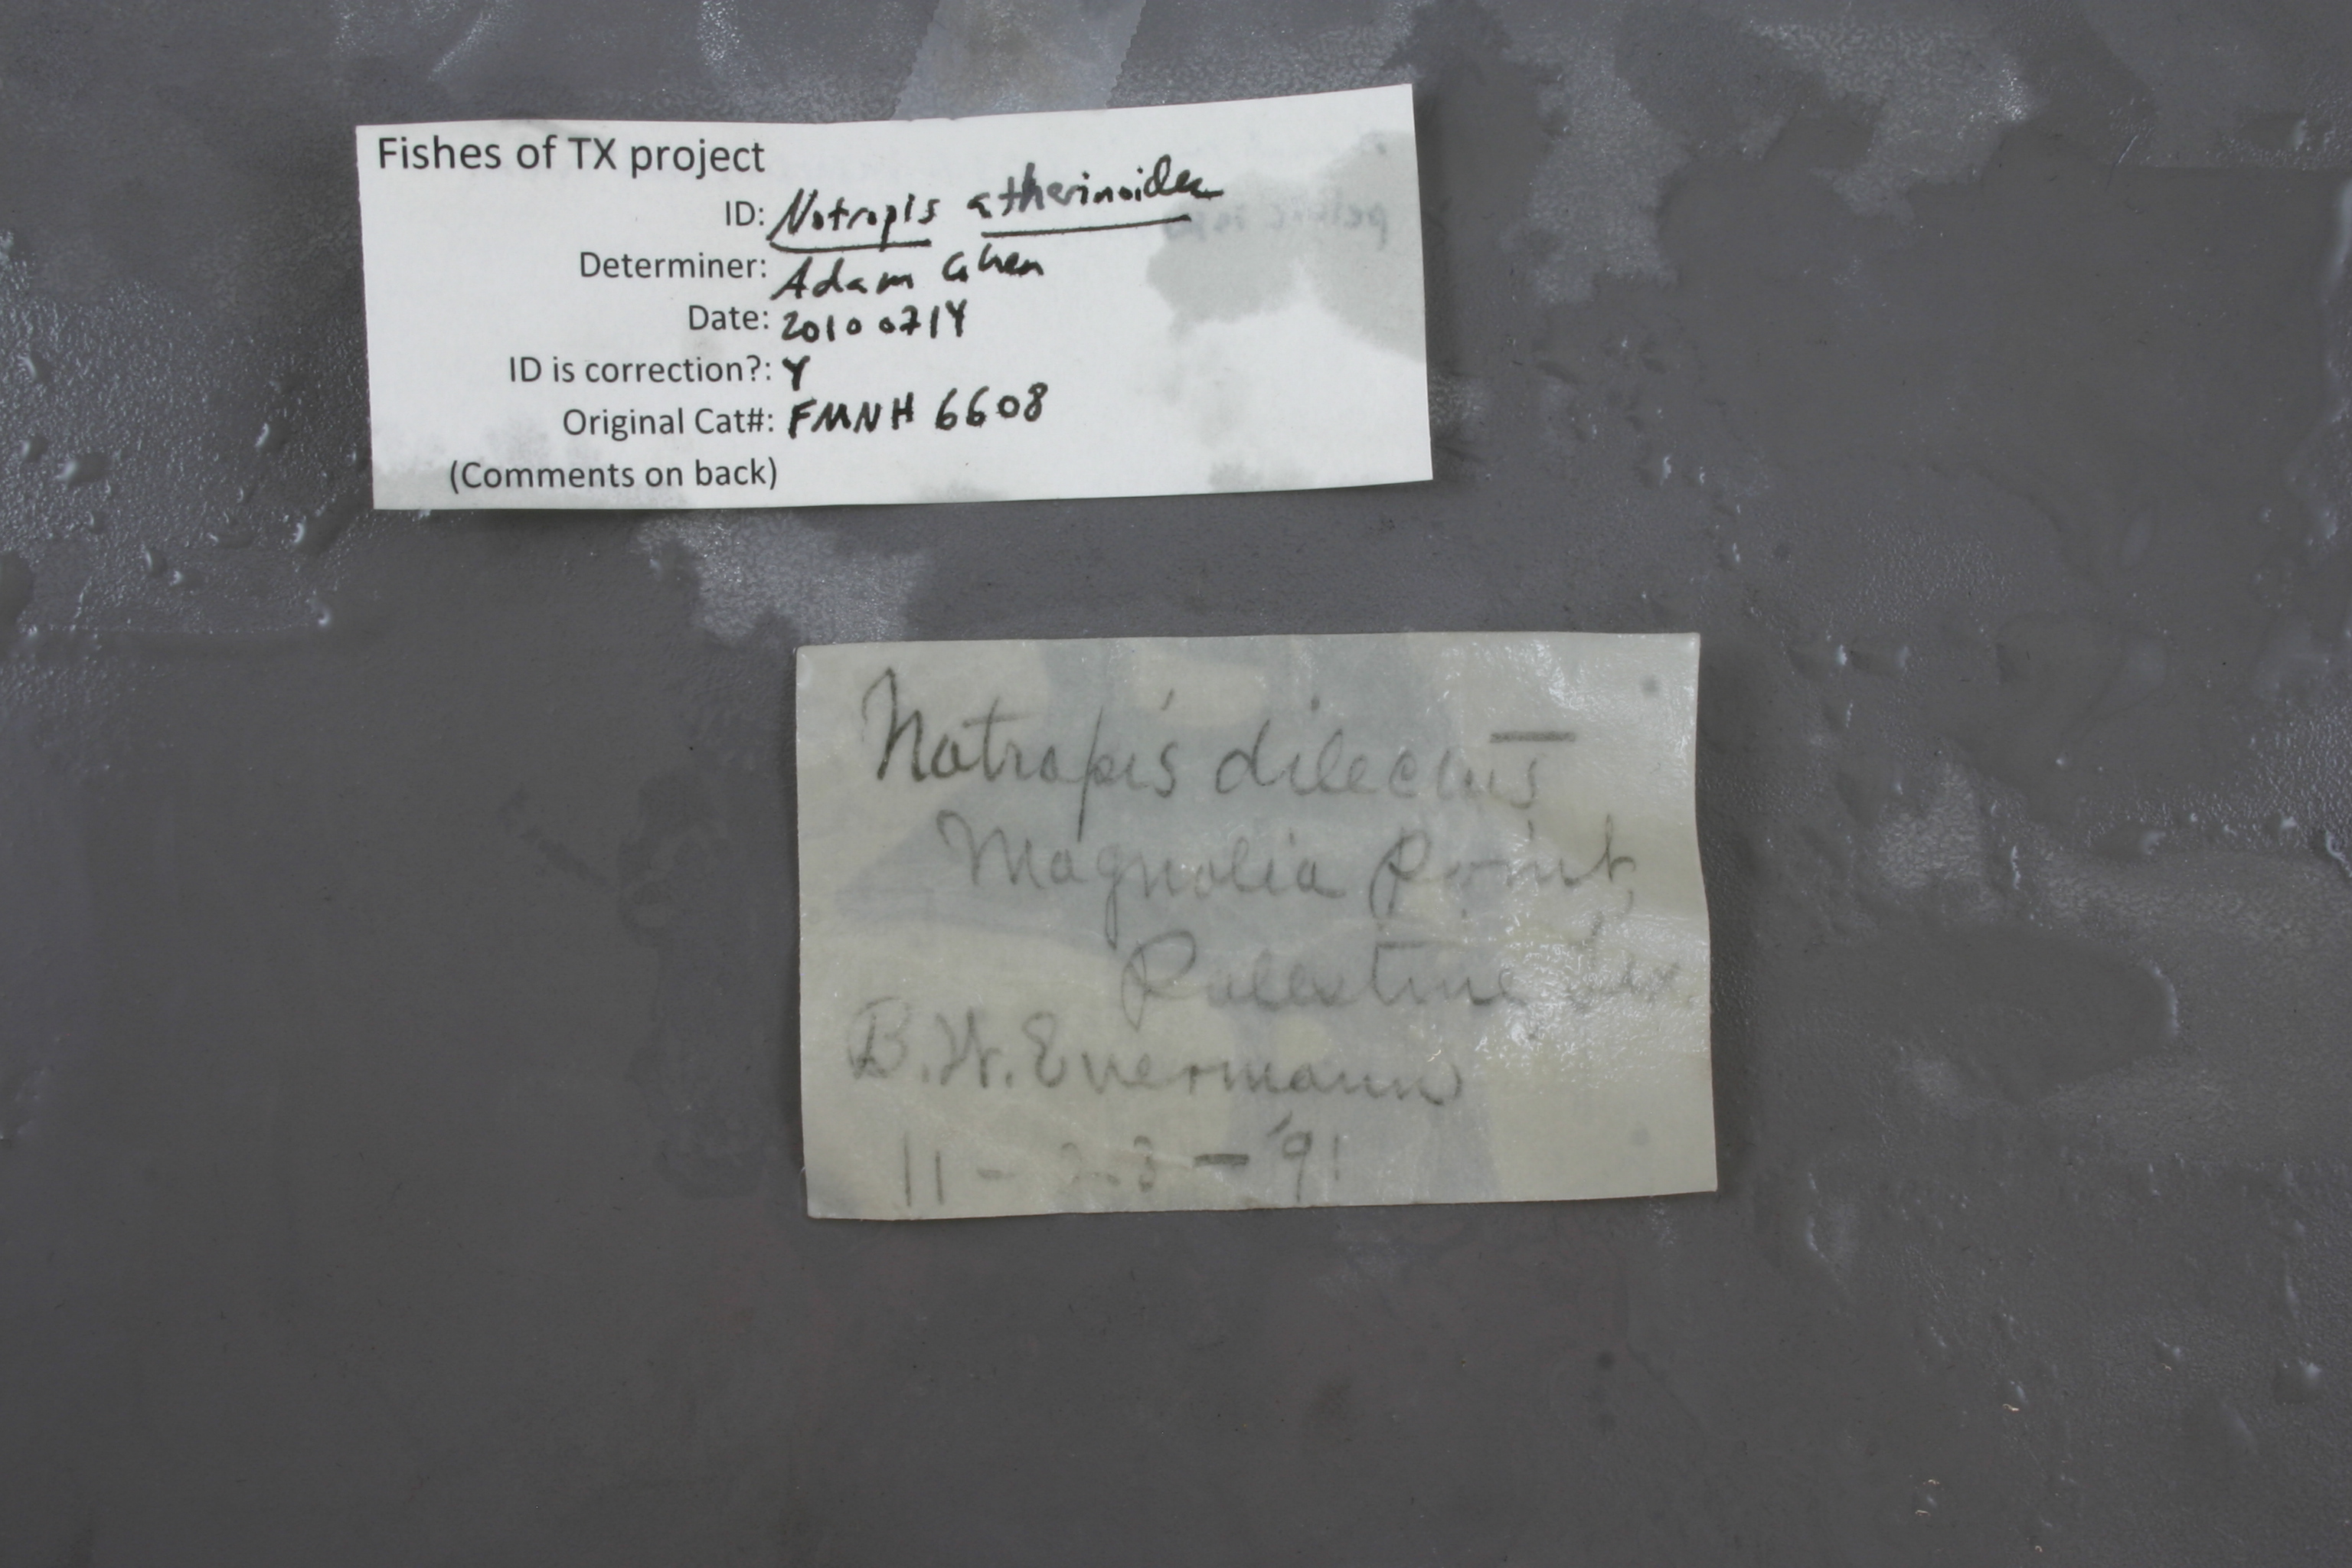 Fishes of TX project
ID: Notropis atherinoides
Determiner: Adam Cohen
Date: 20100714
ID is correction?: Y
Original Cat#: FMNH 6608
(Comments on back)
Notropis dilectus
Magnolia Point,
Palestine Tex.
B.W. Evermann
11-23-'91